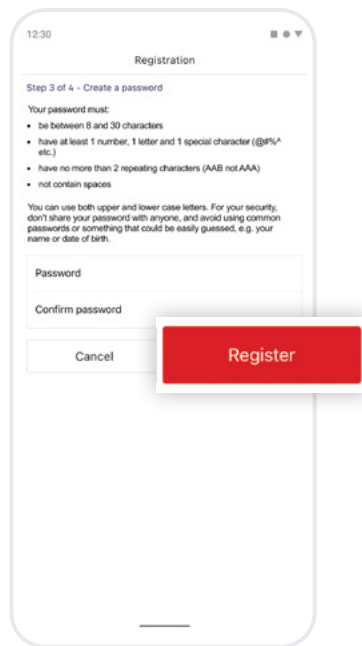 12:30
Registration
Step 3 of 4 - Create a password
Your password must:
• be between 8 and 30 characters
• have at least 1 number, 1 letter and 1 special character (@#%^
etc.)
• have no more than 2 repeating characters (AAB not AAA)
• not contain spaces
You can use both upper and lower case letters. For your security,
don't share your password with anyone, and avoid using common
passwords or something that could be easily guessed, e.g. your
name or date of birth.
Password
Confirm password
Cancel
Register